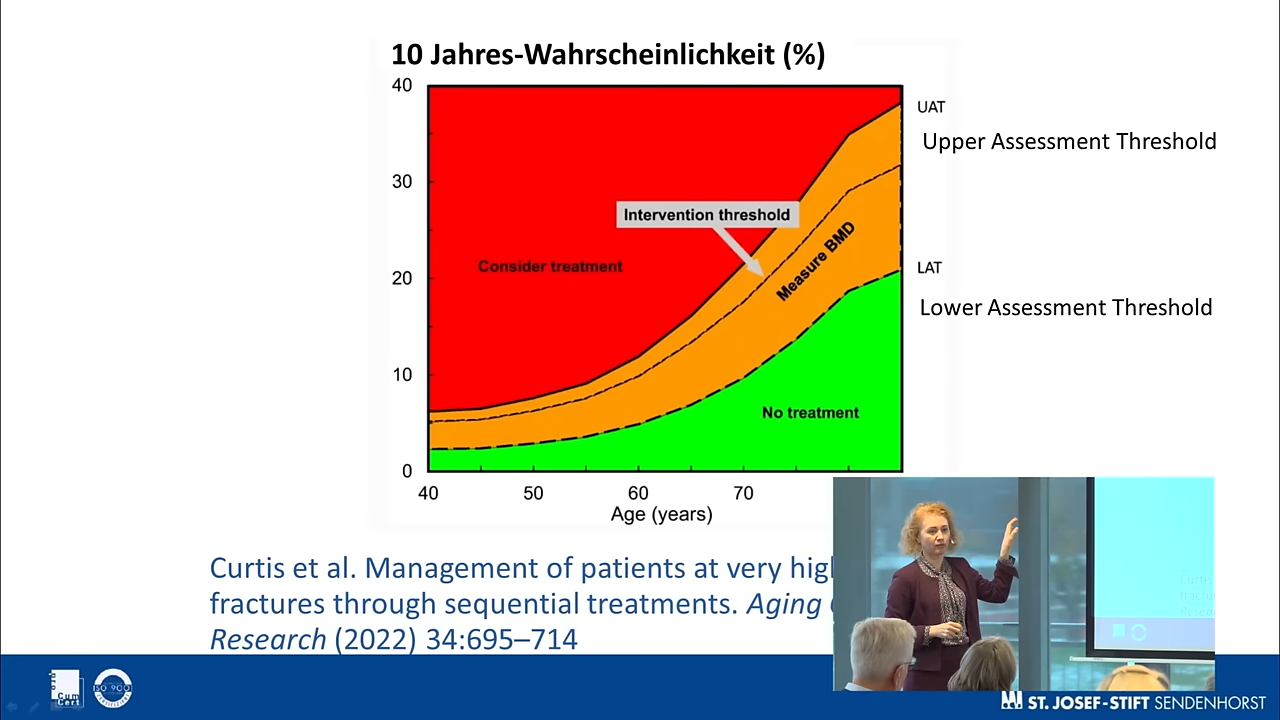 10 Jahres-Wahrscheinlichkeit (%)
40
30
20
10
0
UAT
Upper Assessment Threshold
Intervention threshold
Consider treatment
Measure BMD
LAT
Lower Assessment Threshold
No treatment
40 50 60 70
Age (years)
Curtis et al. Management of patients at very
fractures through sequential treatments. Aging
Research (2022) 34:695–714
Cum
Cert
ST. JOSEF-STIFT SENDENHORST